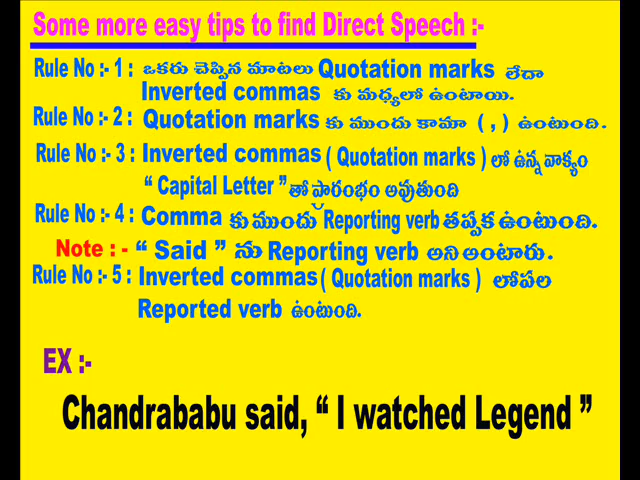 Some more easy tips to find Direct Speech :-
Rule No :- 1 : ఒకరు చెప్పిన మాటలు Quotation marks లేదా
Inverted commas కు మధ్యలో ఉంటాయి.
Rule No :- 2 : Quotation marks కు ముందు కామా ( , ) ఉంటుంది.
Rule No :- 3 : Inverted commas ( Quotation marks ) లో ఉన్న వాక్యం
“ Capital Letter ” తో ప్రారంభం అవుతుంది
Rule No :- 4 : Comma కు ముందు Reporting verb తప్పక ఉంటుంది.
Note : - “ Said ” ను Reporting verb అని అంటారు.
Rule No :- 5 : Inverted commas ( Quotation marks ) లోపల
Reported verb ఉంటుంది.
EX :-
Chandrababu said, “ I watched Legend ”